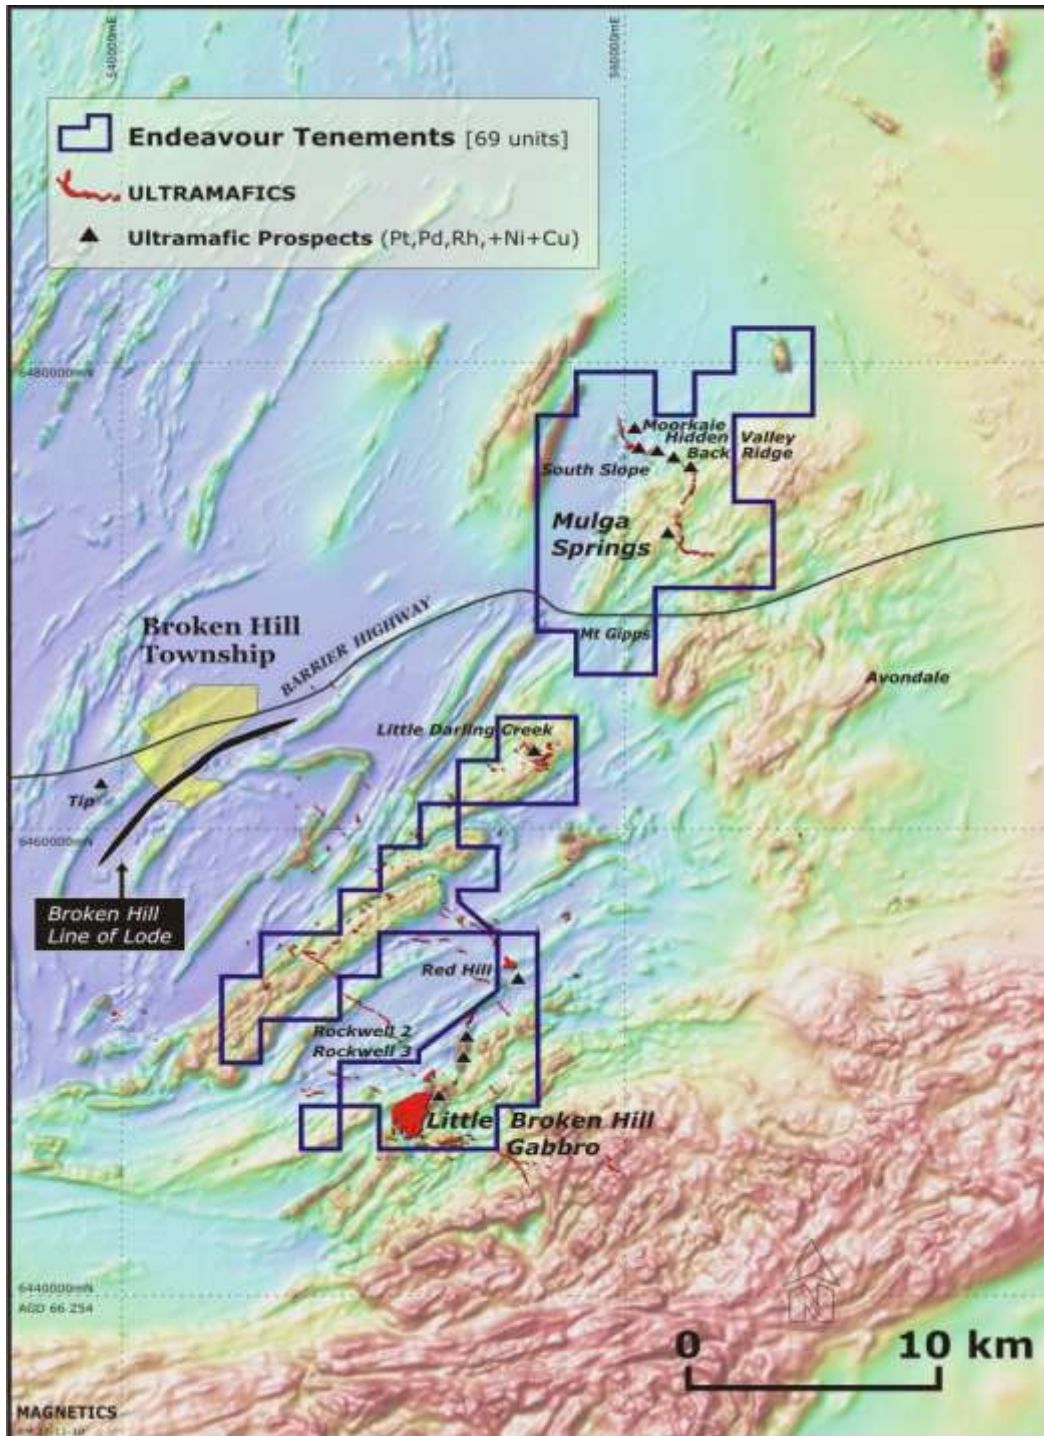 540000mE
560000mE
Endeavour Tenements [69 units]
ULTRAMAFICS
Ultramafic Prospects (Pt,Pd,Rh,+Ni+Cu)
6480000mN
Moorkaie
Hidden Valley
Back Ridge
South Slope
Mulga
Springs
Broken Hill
Township
BARRIER HIGHWAY
Mt Gipps
Avondale
Little Darling Creek
Tip
6460000mN
Broken Hill
Line of Lode
Red Hill
Rockwell 2
Rockwell 3
Little Broken Hill
Gabbro
6440000mN
AGD 66 Z54
N
0 10 km
MAGNETICS